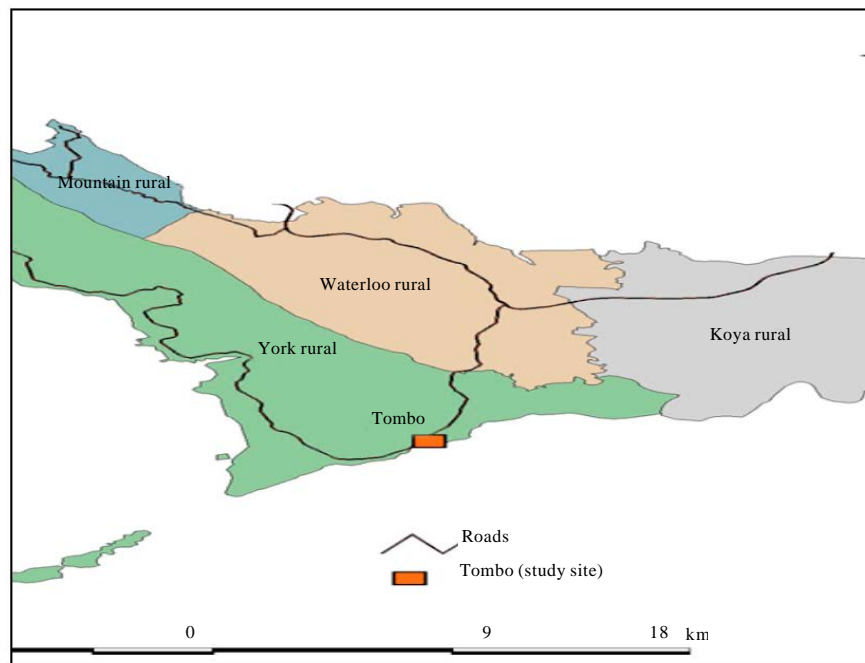 Mountain rural
Waterloo rural
Koya rural
York rural
Tombo
Roads
Tombo (study site)
0 9 18 km